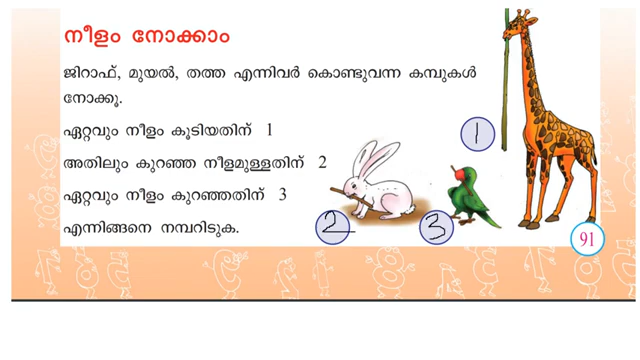 നീളം നോക്കാം
ജിറാഫ്, മുയൽ, തത്ത എന്നിവർ കൊണ്ടുവന്ന കമ്പുകൾ
നോക്കൂ.
ഏറ്റവും നീളം കൂടിയതിന് 1
അതിലും കുറഞ്ഞ നീളമുള്ളതിന് 2
ഏറ്റവും നീളം കുറഞ്ഞതിന് 3
എന്നിങ്ങനെ നമ്പറിടുക.
1
2
3
91